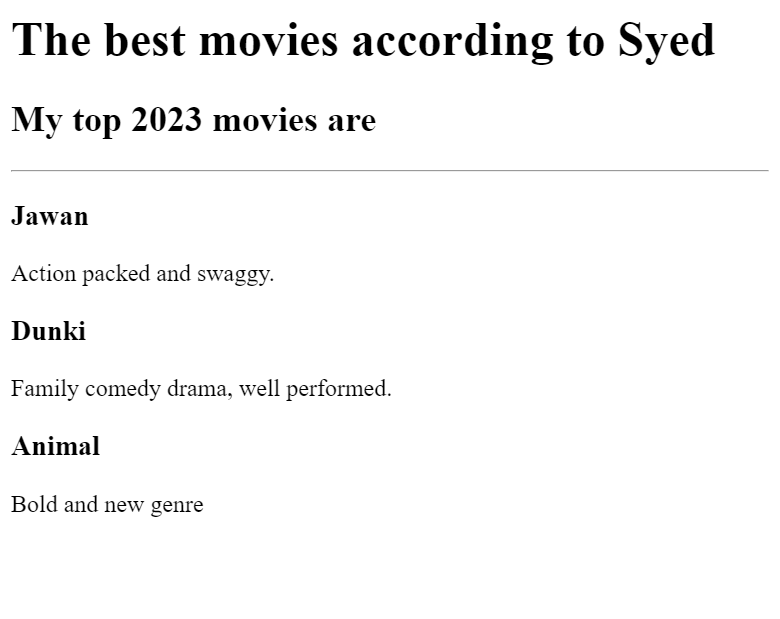 The best movies according to Syed
My top 2023 movies are
Jawan
Action packed and swaggy.
Dunki
Family comedy drama, well performed.
Animal
Bold and new genre